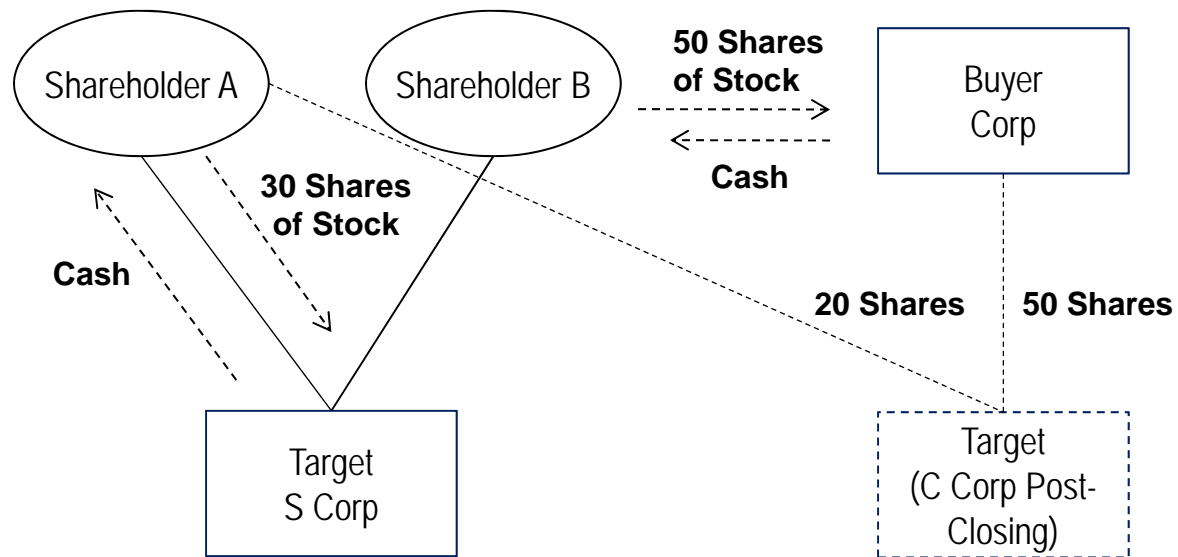 Shareholder A
Shareholder B
50 Shares
of Stock
Cash
Buyer
Corp
30 Shares
of Stock
Cash
20 Shares
50 Shares
Target
S Corp
Target
(C Corp Post-
Closing)